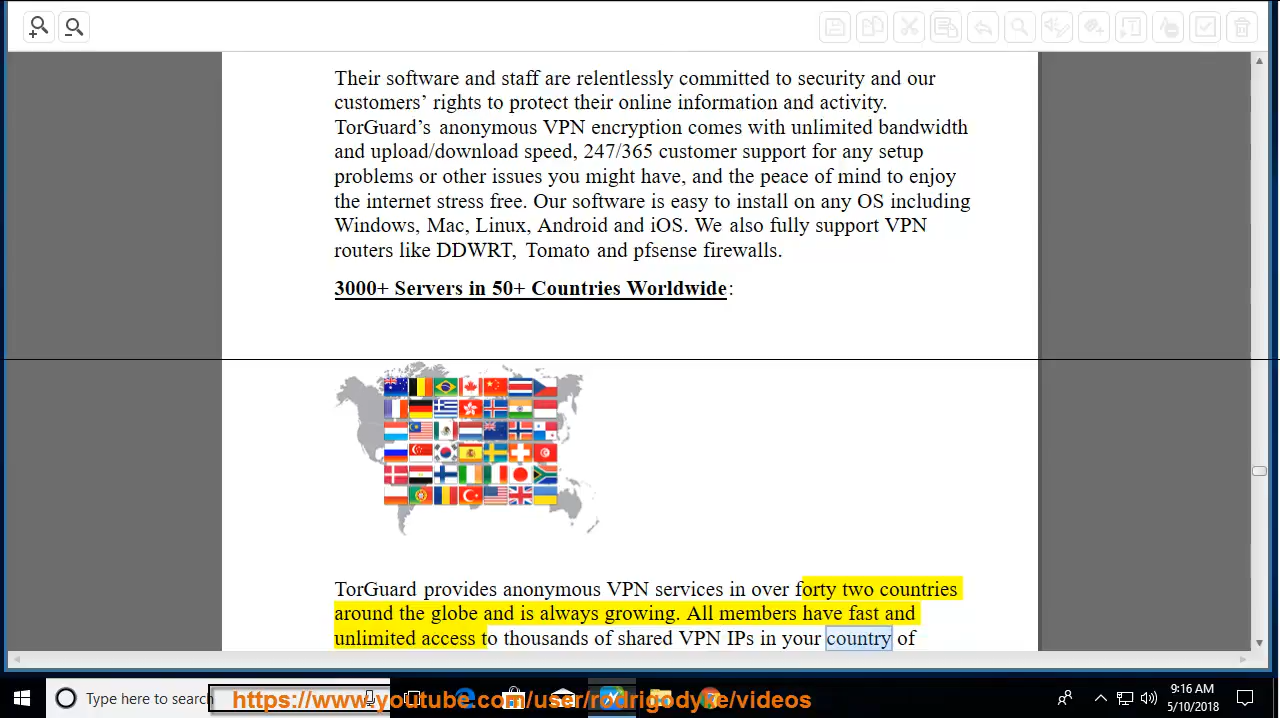 Their software and staff are relentlessly committed to security and our
customers’ rights to protect their online information and activity.
TorGuard’s anonymous VPN encryption comes with unlimited bandwidth
and upload/download speed, 247/365 customer support for any setup
problems or other issues you might have, and the peace of mind to enjoy
the internet stress free. Our software is easy to install on any OS including
Windows, Mac, Linux, Android and iOS. We also fully support VPN
routers like DDWRT, Tomato and pfsense firewalls.
3000+ Servers in 50+ Countries Worldwide:
TorGuard provides anonymous VPN services in over forty two countries
around the globe and is always growing. All members have fast and
unlimited access to thousands of shared VPN IPs in your country of
Type here to search
https://www.youtube.com/user/rodrigodyke/videos
9:16 AM
5/10/2018